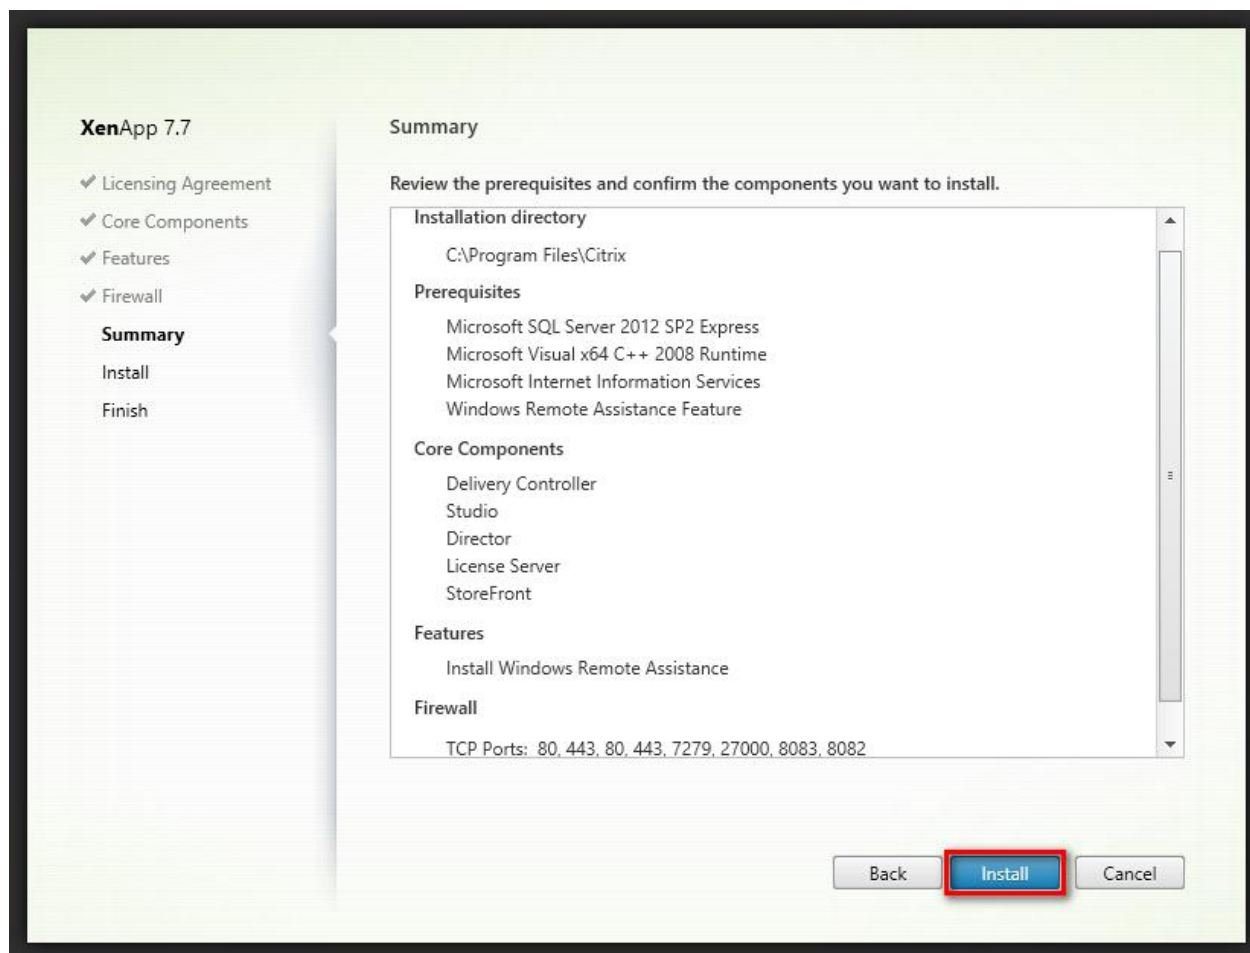 XenApp 7.7
Licensing Agreement
Core Components
Features
Firewall
Summary
Install
Finish
Summary
Review the prerequisites and confirm the components you want to install.
Installation directory
C:\Program Files\Citrix
Prerequisites
Microsoft SQL Server 2012 SP2 Express
Microsoft Visual x64 C++ 2008 Runtime
Microsoft Internet Information Services
Windows Remote Assistance Feature
Core Components
Delivery Controller
Studio
Director
License Server
StoreFront
Features
Install Windows Remote Assistance
Firewall
TCP Ports: 80, 443, 80, 443, 7279, 27000, 8083, 8082
Back
Install
Cancel